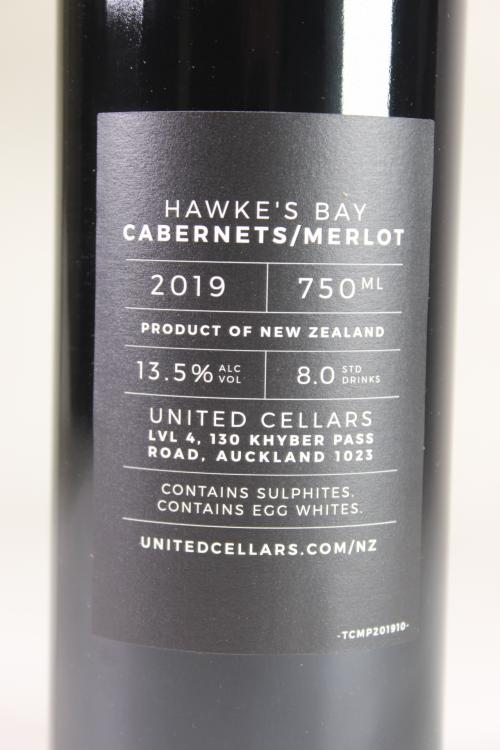 HAWKE'S BAY
CABERNETS/MERLOT
2019 750ML
PRODUCT OF NEW ZEALAND
13.5% ALC VOL 8.0 STD DRINKS
UNITED CELLARS
LVL 4, 130 KHYBER PASS
ROAD, AUCKLAND 1023
CONTAINS SULPHITES.
CONTAINS EGG WHITES.
UNITEDCELLARS.COM/NZ
-TCMP201910-